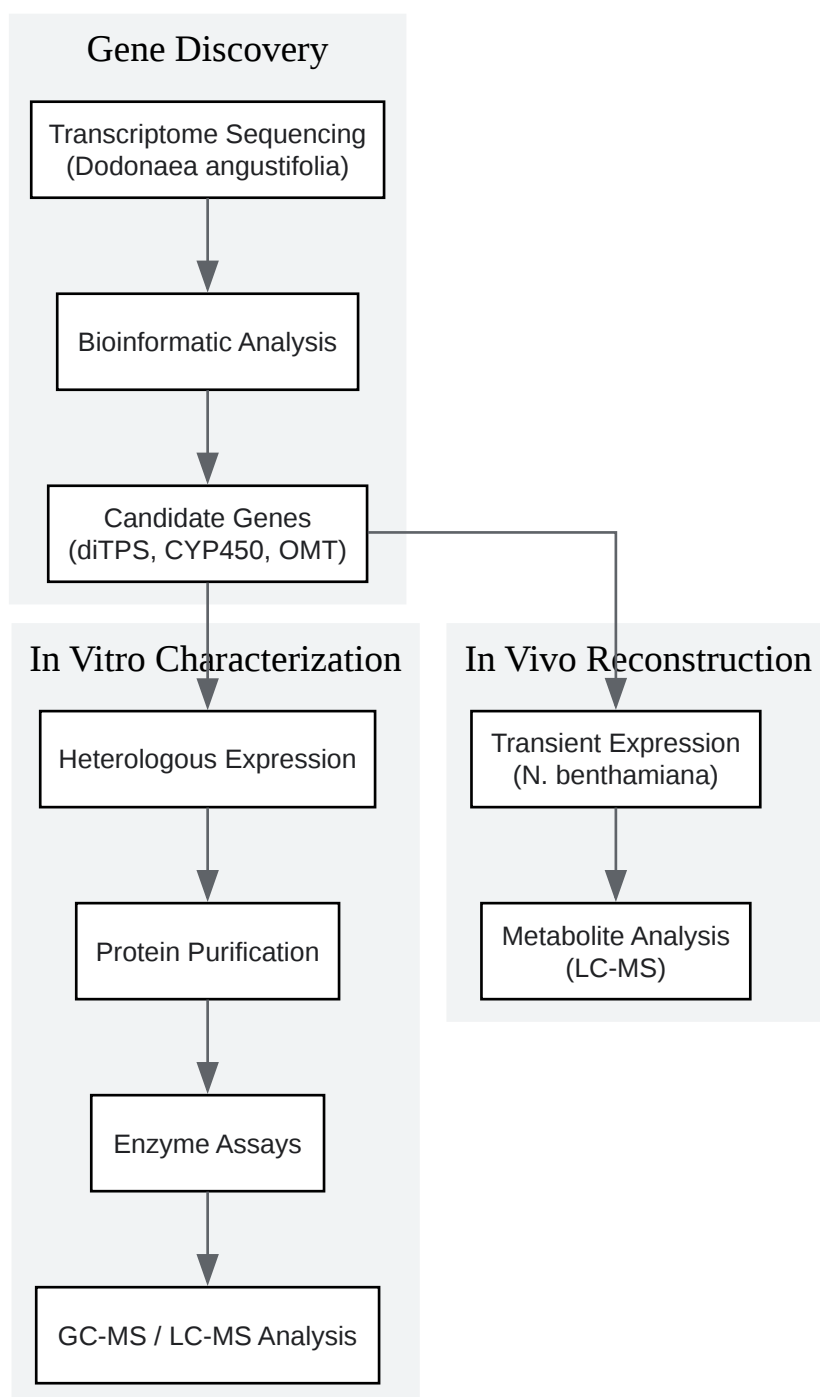 Gene Discovery
Transcriptome Sequencing
(Dodonaea angustifolia)
Bioinformatic Analysis
Candidate Genes
(diTPS, CYP450, OMT)
In Vitro Characterization
Heterologous Expression
Protein Purification
Enzyme Assays
GC-MS / LC-MS Analysis
In Vivo Reconstruction
Transient Expression
(N. benthamiana)
Metabolite Analysis
(LC-MS)